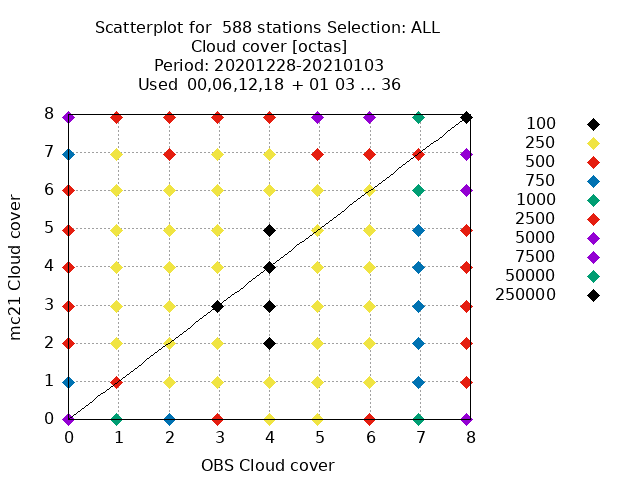 Scatterplot for  588 stations Selection: ALL
Cloud cover [octas]
Period: 20201228-20210103
Used  00,06,12,18  + 01 03 ... 36
8
7
6
5
4
3
2
1
0
mc21 Cloud cover
0 1 2 3 4 5 6 7 8
OBS Cloud cover
100
250
500
750
1000
2500
5000
7500
50000
250000